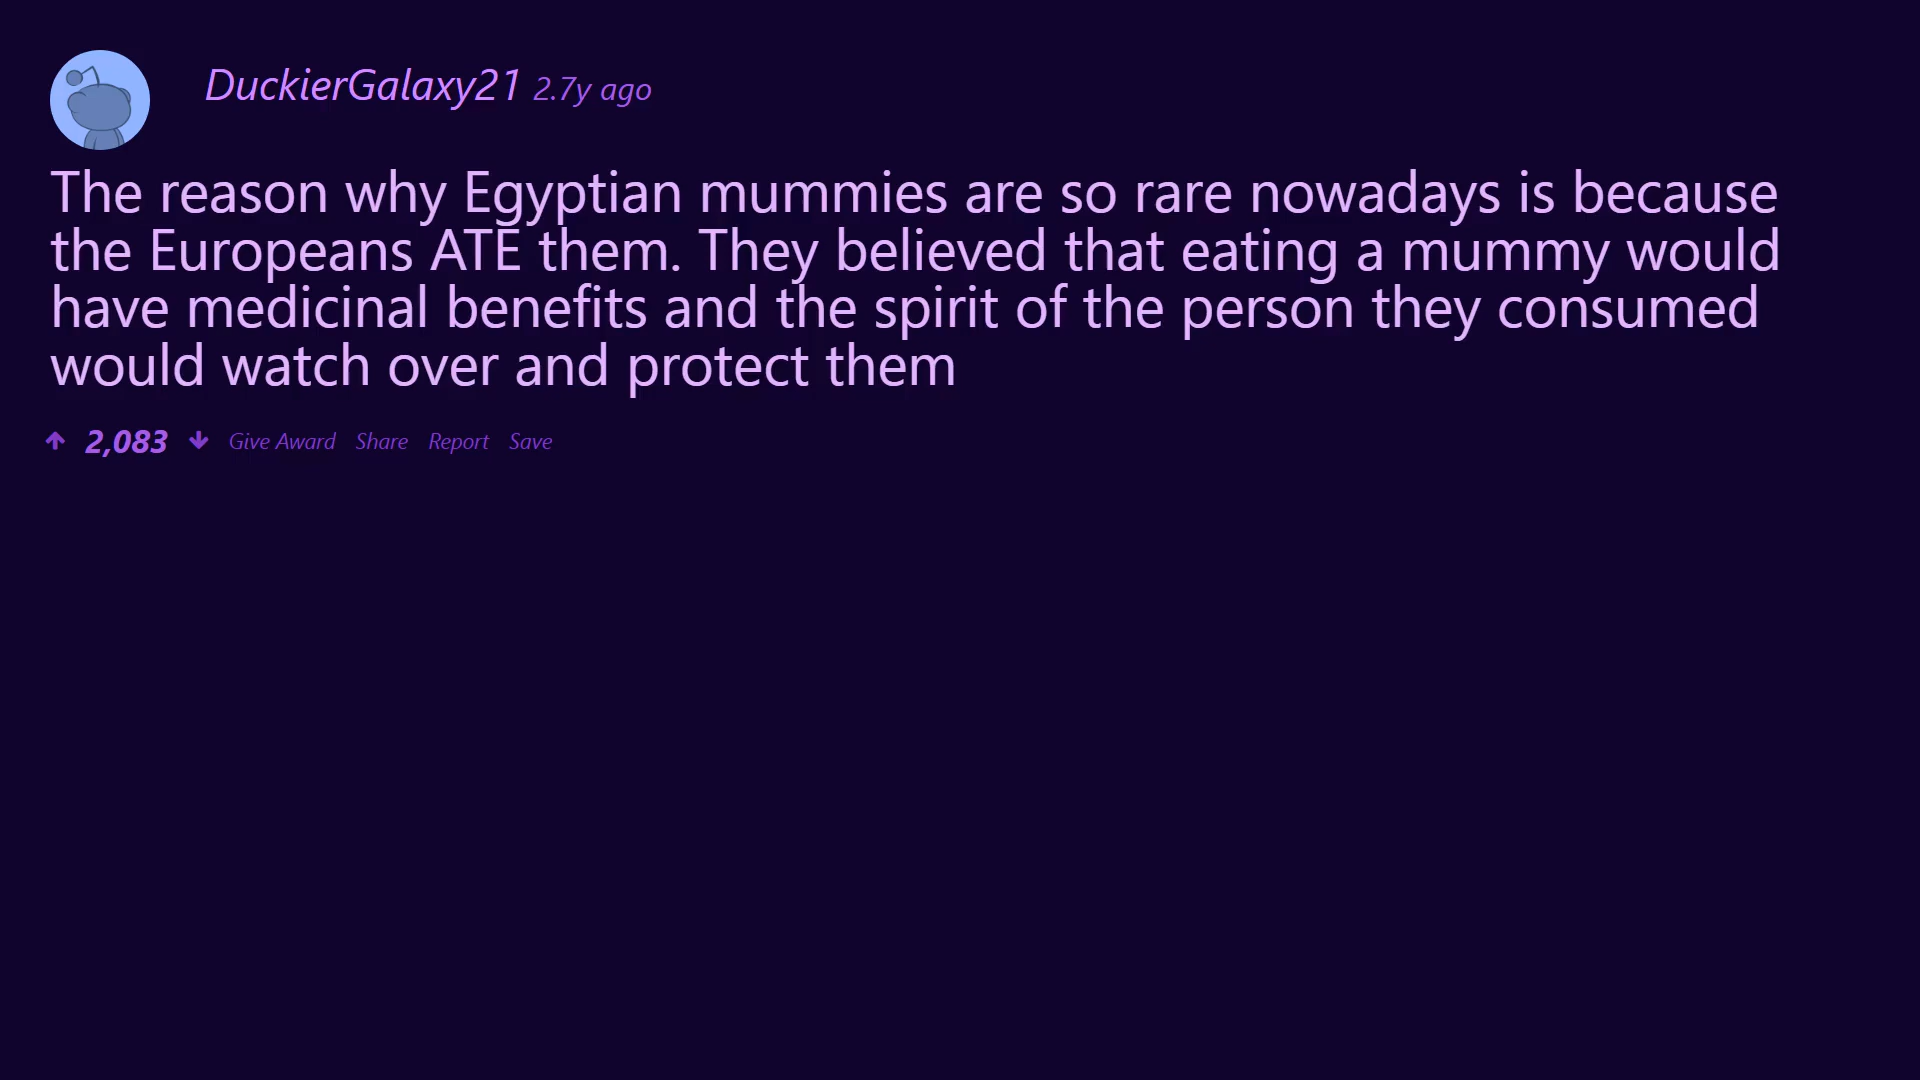 DuckierGalaxy21 2.7y ago
The reason why Egyptian mummies are so rare nowadays is because
the Europeans ATE them. They believed that eating a mummy would
have medicinal benefits and the spirit of the person they consumed
would watch over and protect them
2,083 Give Award Share Report Save